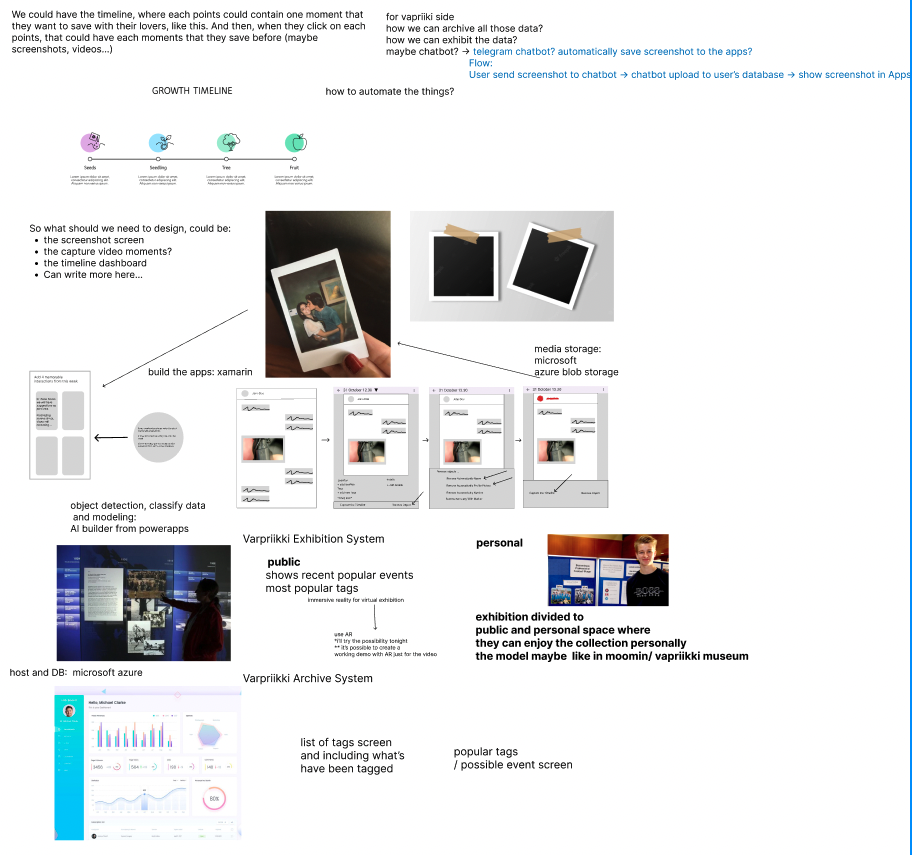 We could have the timeline, where each points could contain one moment that
they want to save with their lovers, like this. And then, when they click on each
points, that could have each moments that they save before (maybe
screenshots, videos...)
for vapriiki side
how we can archive all those data?
how we can exhibit the data?
maybe chatbot? → telegram chatbot? automatically save screenshot to the apps?
Flow:
User send screenshot to chatbot → chatbot upload to user's database → show screenshot in Apps
GROWTH TIMELINE
how to automate the things?
Seeds
Seedling
Tree
Fruit
So what should we need to design, could be:
• the screenshot screen
• the capture video moments?
• the timeline dashboard
• Can write more here...
media storage:
microsoft
azure blob storage
build the apps: xamarin
31 October 12.30
31 October 12.30
31 October 12.30
object detection, classify data
and modeling:
AI builder from powerapps
Varpriikki Exhibition System
public
shows recent popular events
most popular tags
immersive reality for virtual exhibition
use AR
*I'll try the possibility tonight
** it's possible to create a
working demo with AR just for the video
personal
exhibition divided to
public and personal space where
they can enjoy the collection personally
the model maybe like in moomin/ vapriikki museum
host and DB: microsoft azure
Varpriikki Archive System
Hello, Michael Clarke
80%
list of tags screen
and including what's
have been tagged
popular tags
/ possible event screen